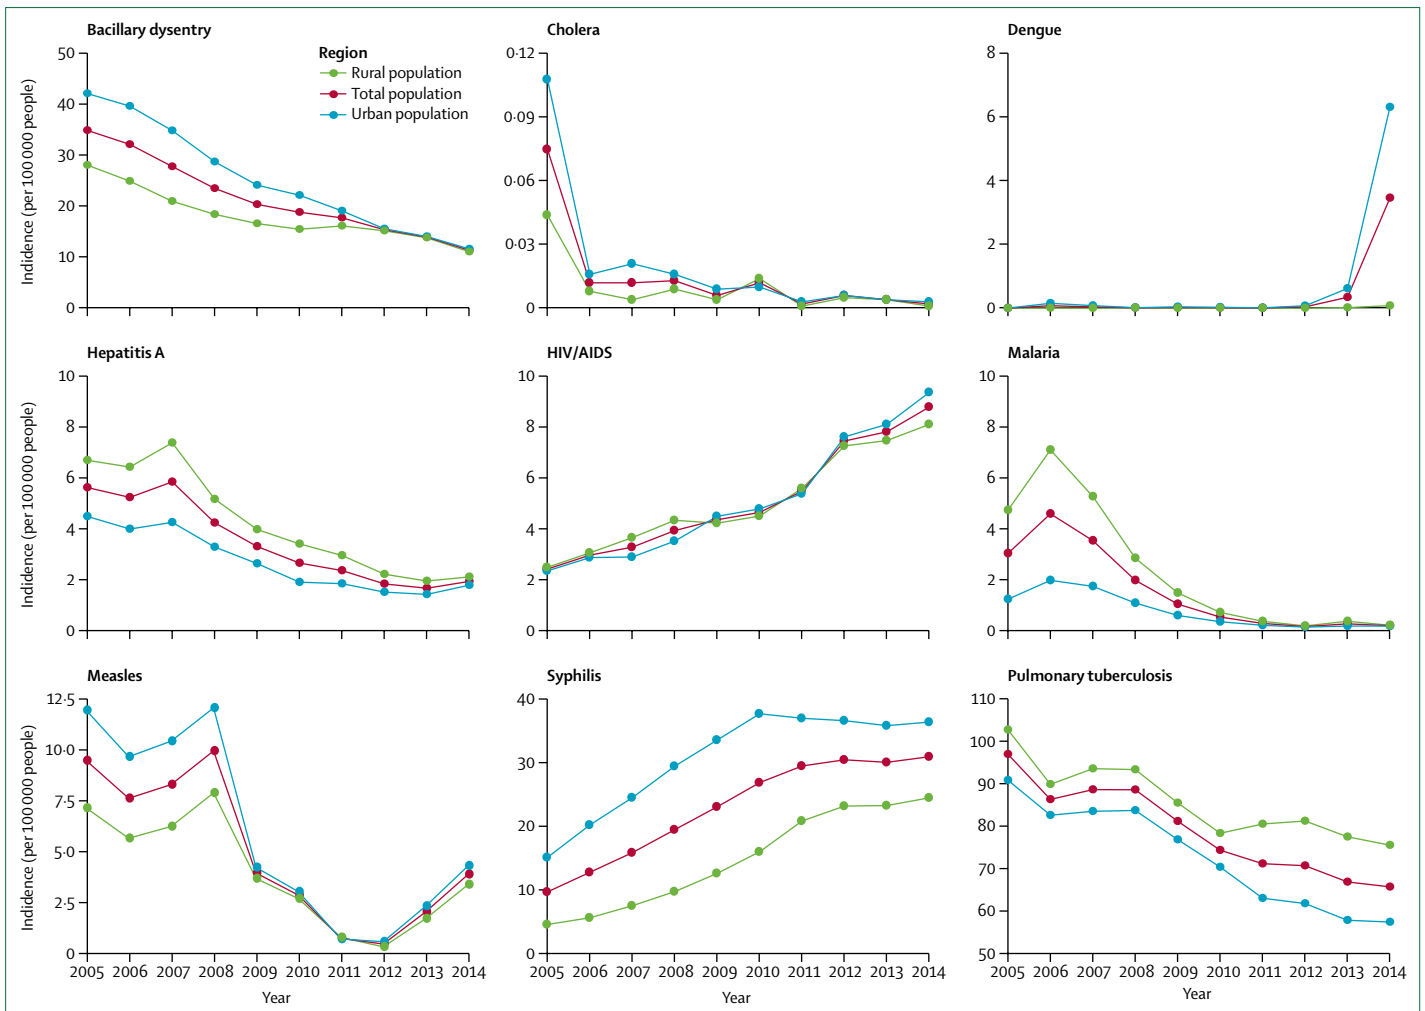 Bacillary dysentry
Cholera
Dengue
Region
Rural population
Total population
Urban population
Indidence (per 100 000 people)
50
40
30
20
10
0
0·12
0·09
0·06
0·03
0
8
6
4
2
0
Hepatitis A
HIV/AIDS
Malaria
Indidence (per 100 000 people)
10
8
6
4
2
0
10
8
6
4
2
0
10
8
6
4
2
0
Measles
Syphilis
Pulmonary tuberculosis
Indidence (per 100 000 people)
12·5
10·0
7·5
5·0
2·5
0
40
30
20
10
0
110
100
90
80
70
60
50
2005 2006 2007 2008 2009 2010 2011 2012 2013 2014
2005 2006 2007 2008 2009 2010 2011 2012 2013 2014
2005 2006 2007 2008 2009 2010 2011 2012 2013 2014
Year
Year
Year